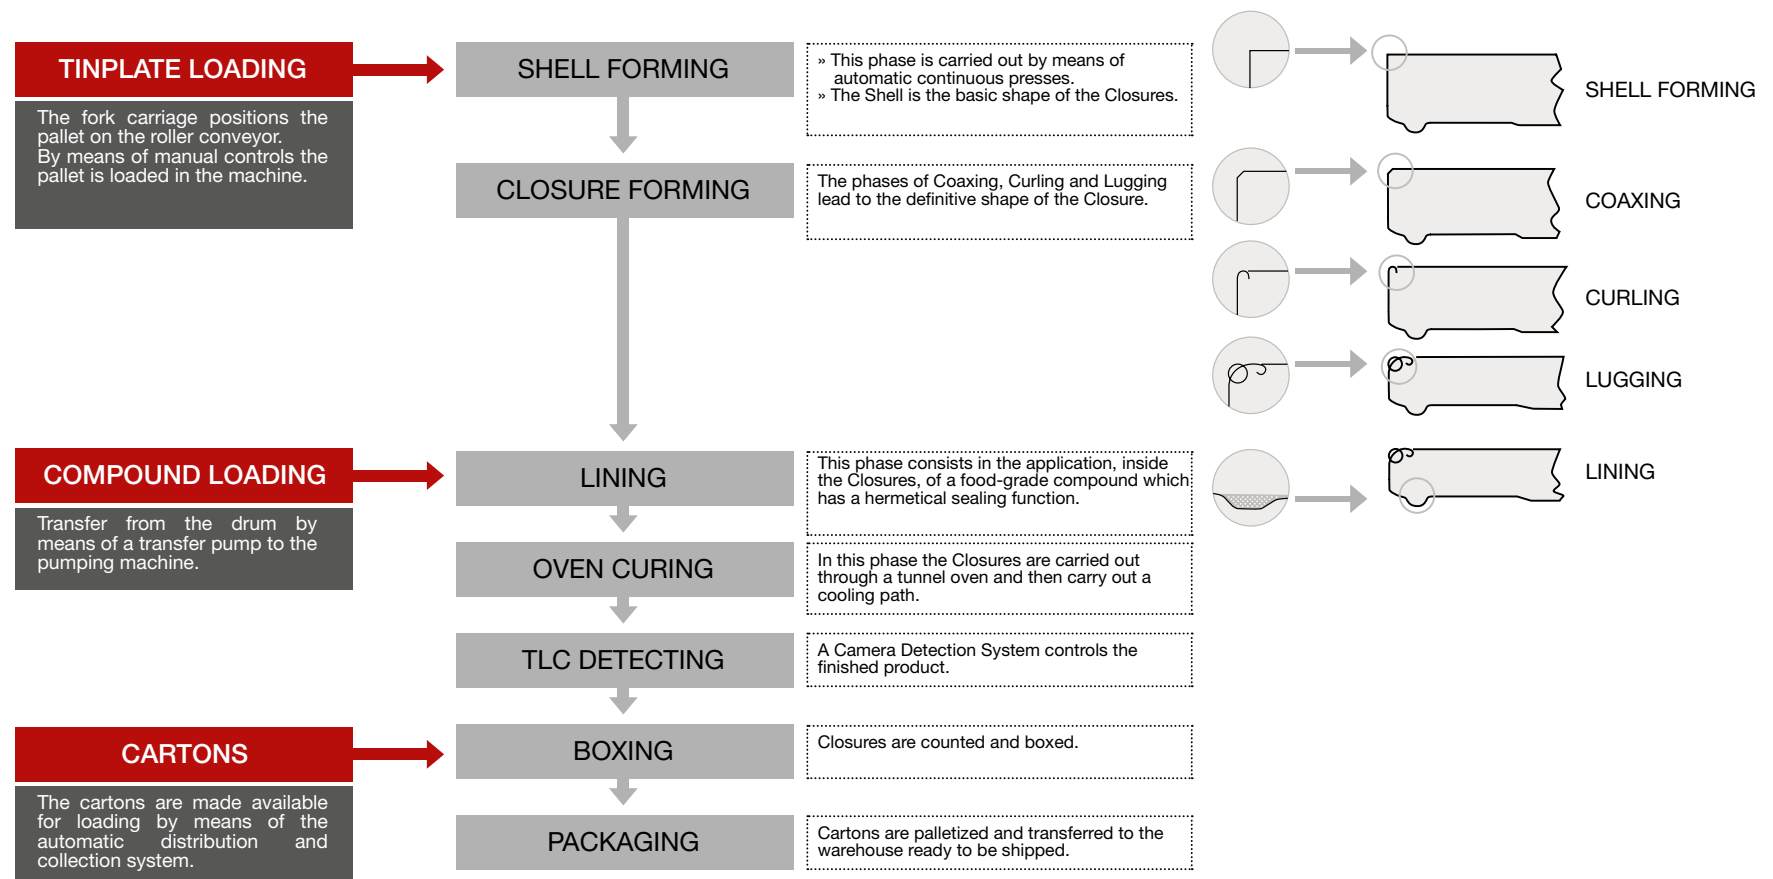 TINPLATE LOADING
The fork carriage positions the
pallet on the roller conveyor.
By means of manual controls the
pallet is loaded in the machine.
SHELL FORMING
» This phase is carried out by means of
automatic continuous presses.
» The Shell is the basic shape of the Closures.
SHELL FORMING
CLOSURE FORMING
The phases of Coaxing, Curling and Lugging
lead to the definitive shape of the Closure.
COAXING
CURLING
LUGGING
COMPOUND LOADING
Transfer from the drum by
means of a transfer pump to the
pumping machine.
LINING
This phase consists in the application, inside
the Closures, of a food-grade compound which
has a hermetical sealing function.
LINING
OVEN CURING
In this phase the Closures are carried out
through a tunnel oven and then carry out a
cooling path.
TLC DETECTING
A Camera Detection System controls the
finished product.
CARTONS
The cartons are made available
for loading by means of the
automatic distribution and
collection system.
BOXING
Closures are counted and boxed.
PACKAGING
Cartons are palletized and transferred to the
warehouse ready to be shipped.